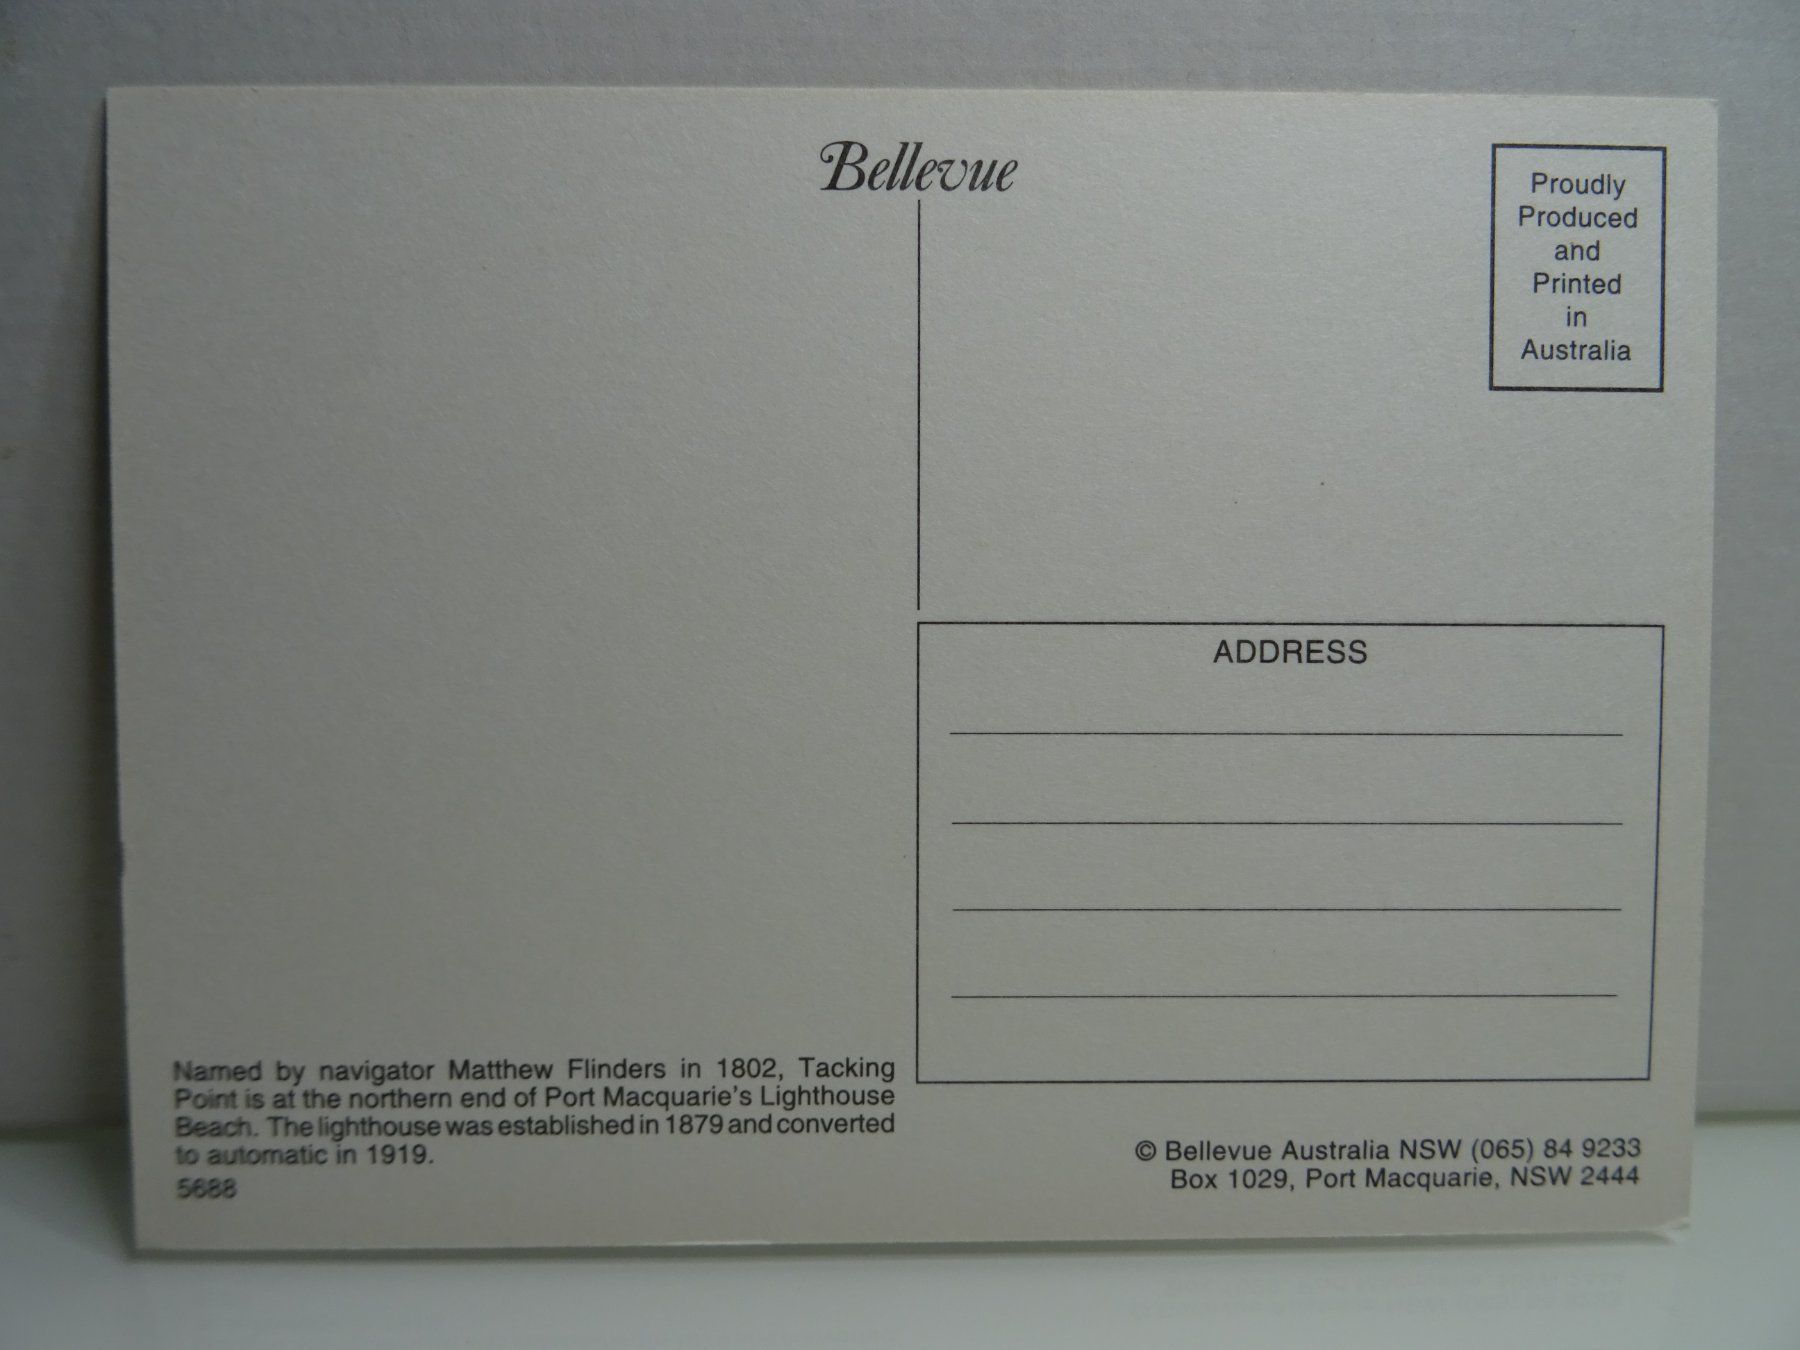 Bellevue
Proudly
Produced
and
Printed
in
Australia
ADDRESS
Named by navigator Matthew Flinders in 1802, Tacking
Point is at the northern end of Port Macquarie's Lighthouse
Beach. The lighthouse was established in 1879 and converted
to automatic in 1919.
5688
© Bellevue Australia NSW (065) 84 9233
Box 1029, Port Macquarie, NSW 2444